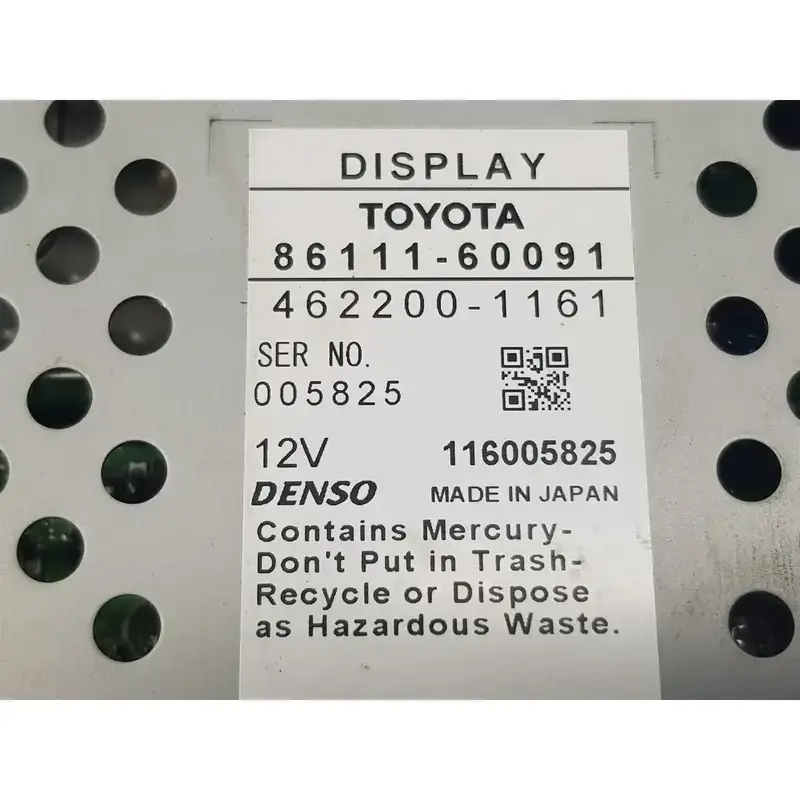 DISPLAY
TOYOTA
86111-60091
462200-1161
SER NO.
005825
12V
116005825
DENSO
MADE IN JAPAN
Contains Mercury-
Don't Put in Trash-
Recycle or Dispose
as Hazardous Waste.